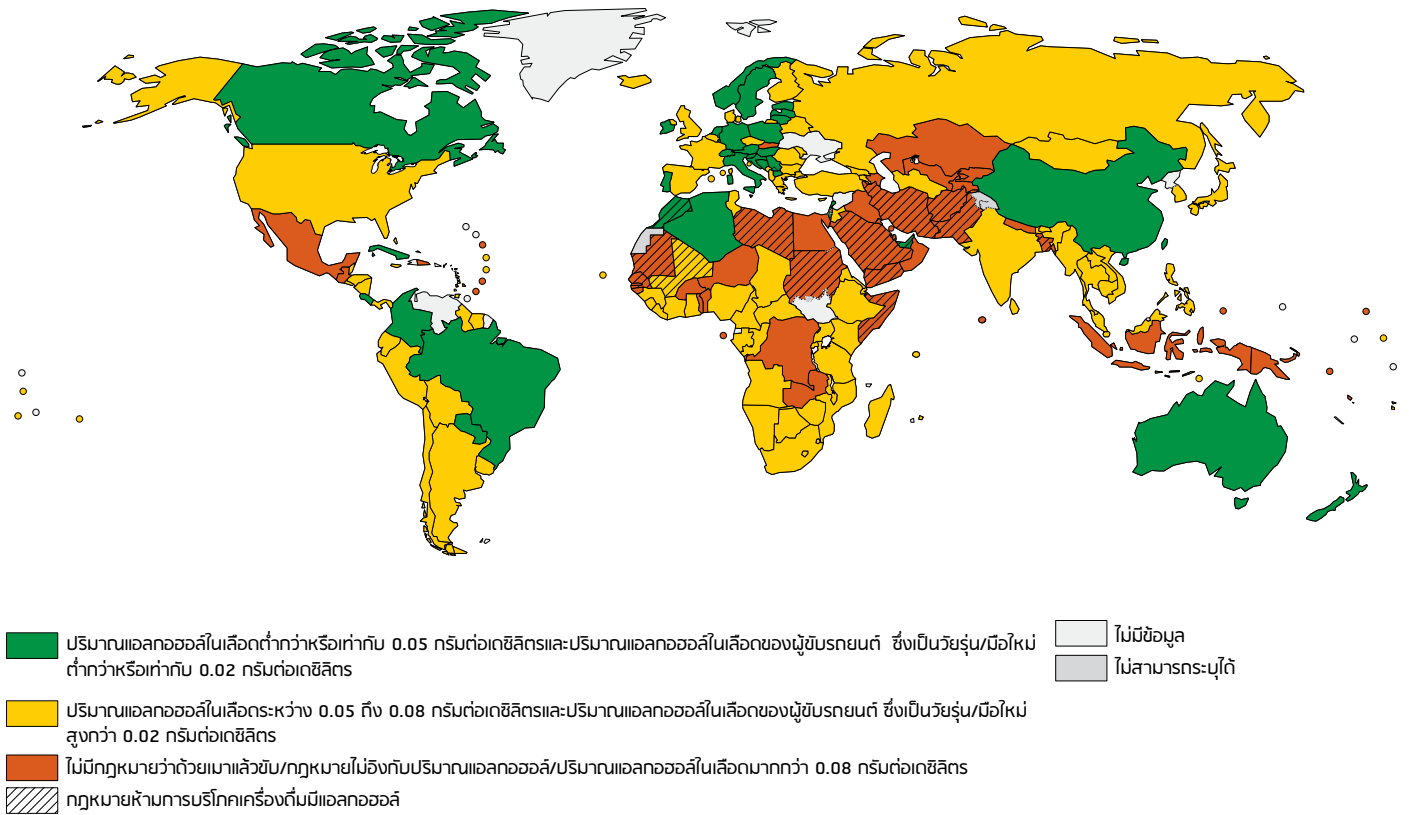 ปริมาณแอลกอฮอล์ในเลือดต่ำกว่าหรือเท่ากับ 0.05 กรัมต่อเดซิลิตรและปริมาณแอลกอฮอล์ในเลือดของผู้ขับรถยนต์ ซึ่งเป็นวัยรุ่น/มือใหม่
ต่ำกว่าหรือเท่ากับ 0.02 กรัมต่อเดซิลิตร
ปริมาณแอลกอฮอล์ในเลือดระหว่าง 0.05 ถึง 0.08 กรัมต่อเดซิลิตรและปริมาณแอลกอฮอล์ในเลือดของผู้ขับรถยนต์ ซึ่งเป็นวัยรุ่น/มือใหม่
สูงกว่า 0.02 กรัมต่อเดซิลิตร
ไม่มีกฎหมายว่าด้วยเมาแล้วขับ/กฎหมายไม่อิงกับปริมาณแอลกอฮอล์/ปริมาณแอลกอฮอล์ในเลือดมากกว่า 0.08 กรัมต่อเดซิลิตร
กฎหมายห้ามการบริโภคเครื่องดื่มมีแอลกอฮอล์
ไม่มีข้อมูล
ไม่สามารถระบุได้